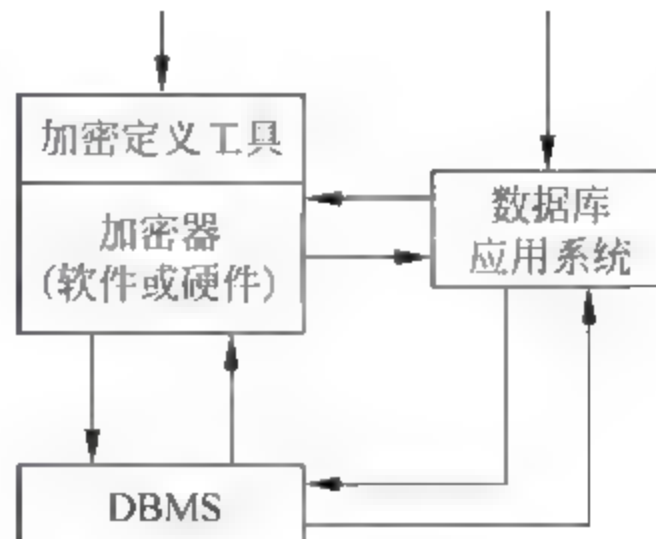 加密定义工具
加密器
(软件或硬件)
数据库
应用系统
DBMS